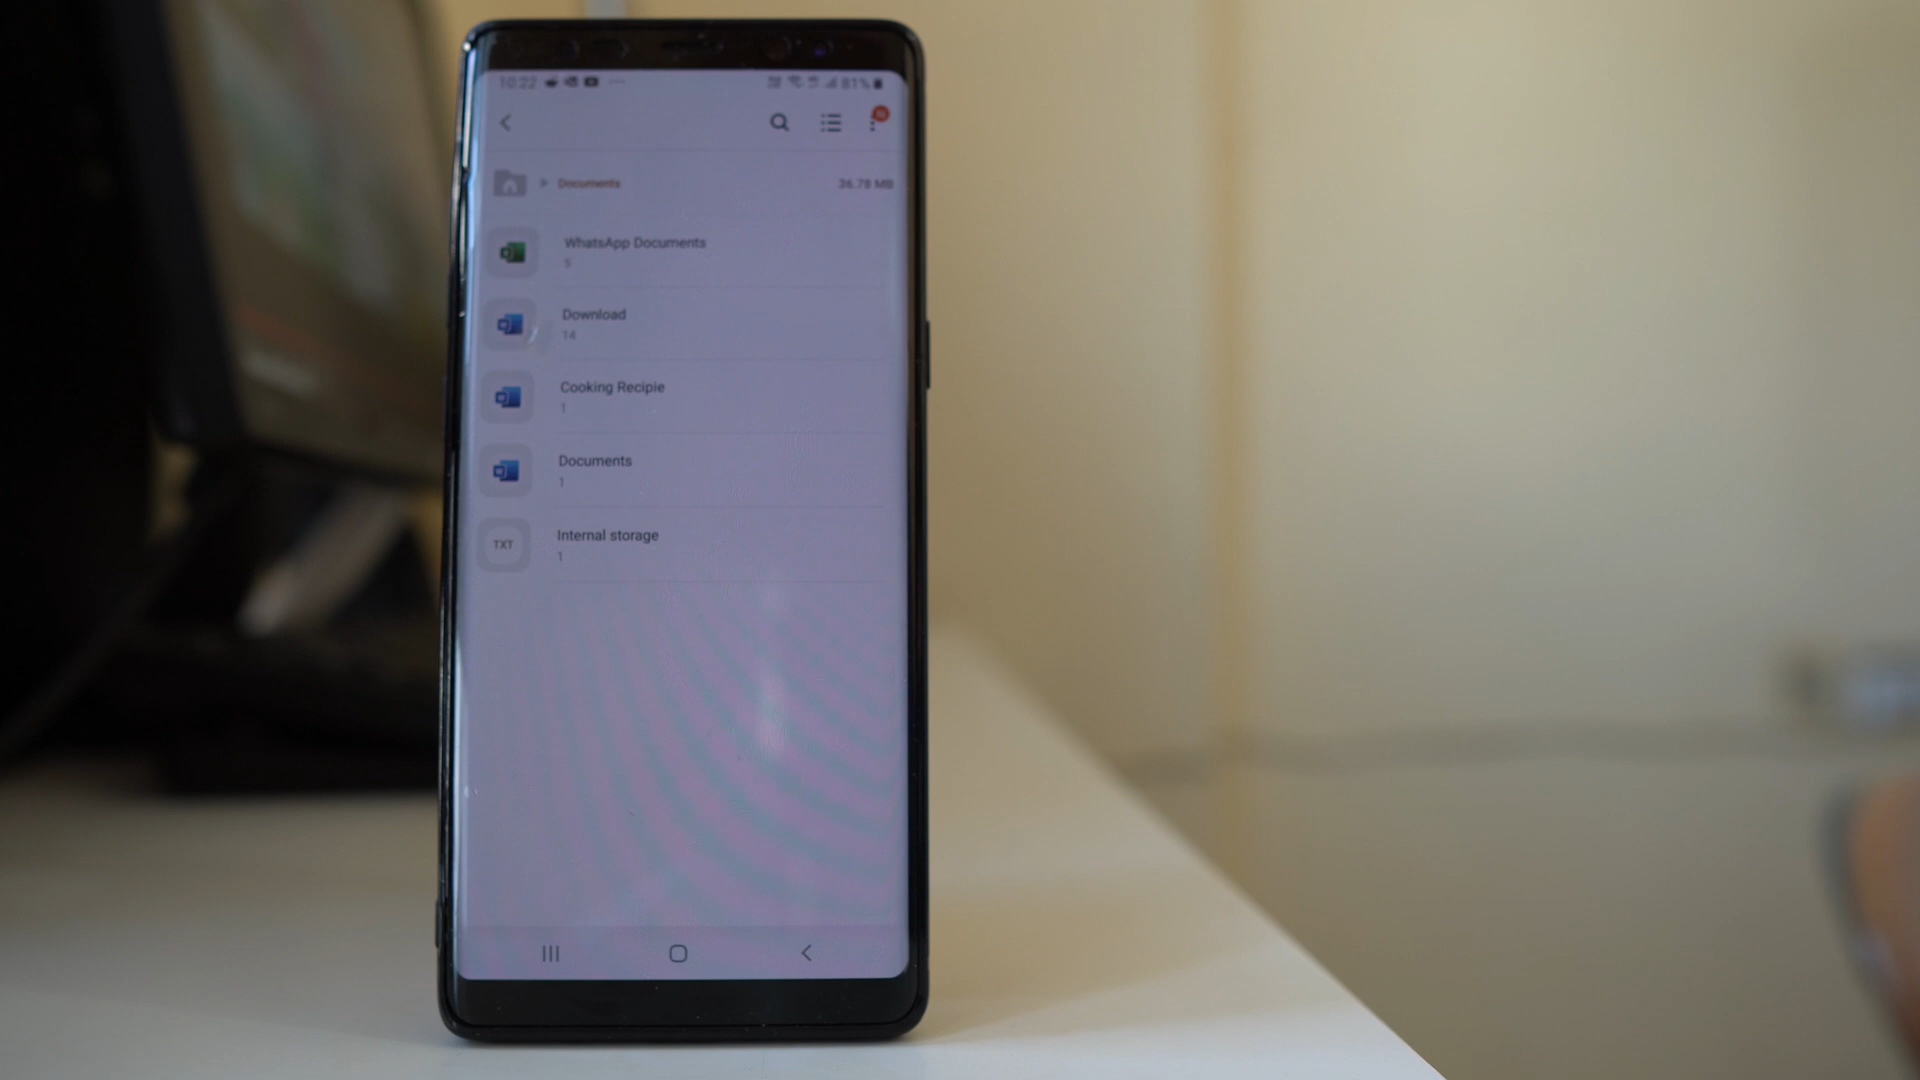 10:22 81%
Documents 36.78 MB
WhatsApp Documents
5
Download
14
Cooking Recipie
1
Documents
1
TXT Internal storage
1